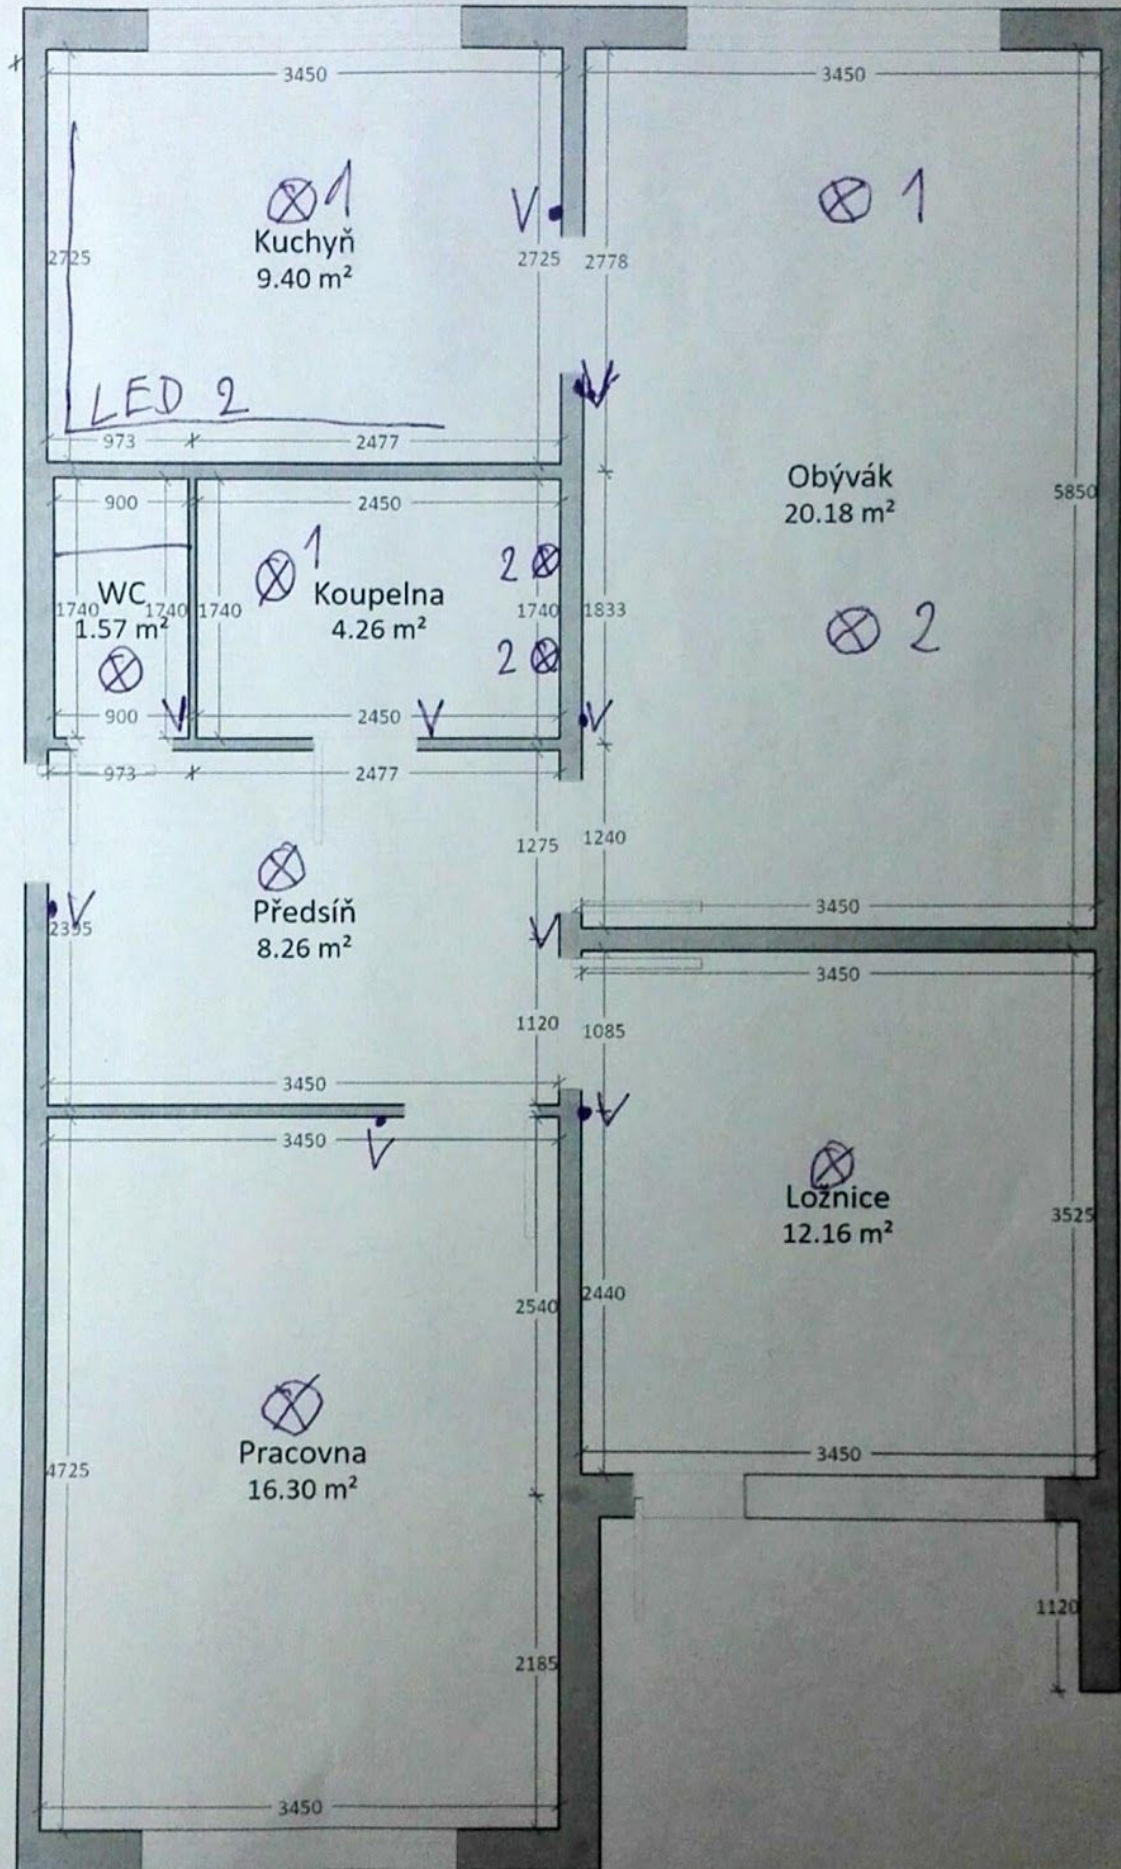 3450
3450
1
1
V
Kuchyň
9.40 m²
2725
2725
2778
V
LED 2
973
2477
Obývák
20.18 m²
5850
900
2450
1
2
WC
1.57 m²
Koupelna
4.26 m²
1740
1740
1740
1740
1833
2
2
900
V
2450
V
V
973
2477
1275
1240
V
Předsíň
8.26 m²
2395
V
3450
3450
1120
1085
3450
V
3450
V
Ložnice
12.16 m²
3525
2540
2440
Pracovna
16.30 m²
4725
3450
1120
2185
3450